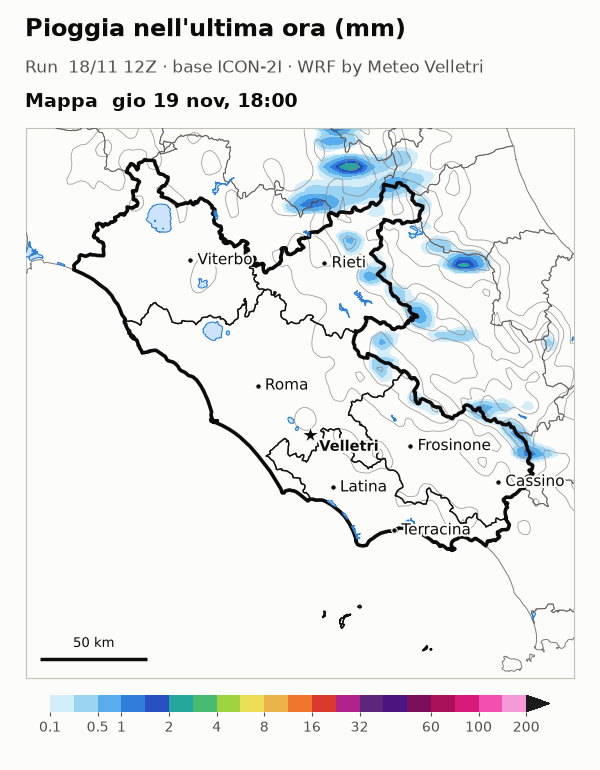 Pioggia nell'ultima ora (mm)
Run 18/11 12Z · base ICON-2I · WRF by Meteo Velletri
Mappa gio 19 nov, 18:00
Viterbo
Rieti
Roma
Velletri
Frosinone
Latina
Cassino
Terracina
50 km
0.1 0.5 1 2 4 8 16 32 60 100 200